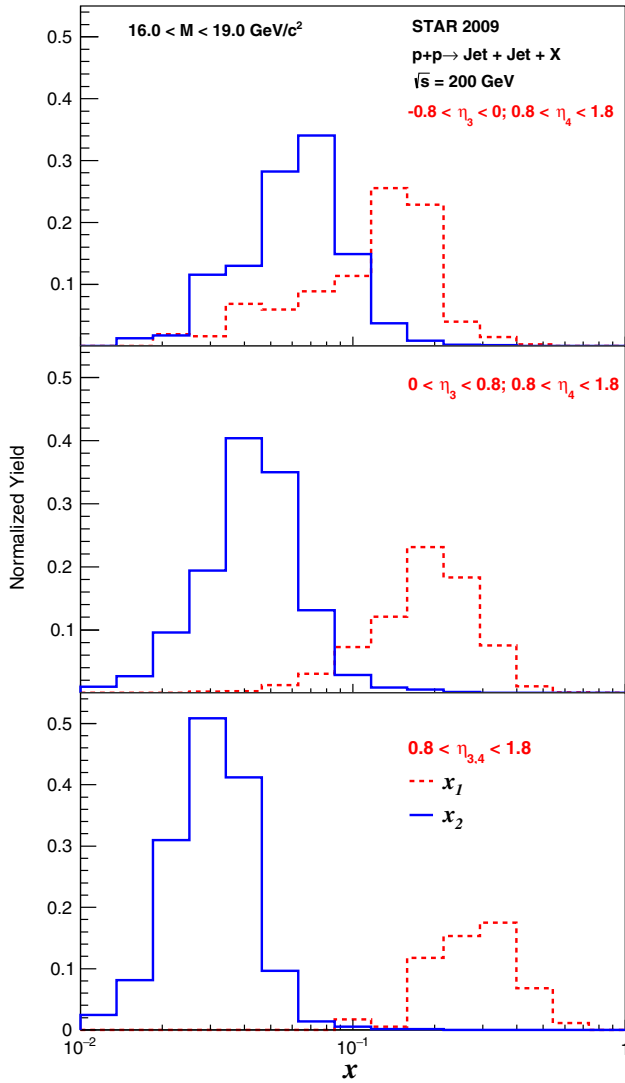 16.0 < M < 19.0 GeV/c²
STAR 2009
p+p→ Jet + Jet + X
√s = 200 GeV
-0.8 < η₃ < 0; 0.8 < η₄ < 1.8
0.5
0.4
0.3
0.2
0.1
0 < η₃ < 0.8; 0.8 < η₄ < 1.8
0.5
0.4
0.3
0.2
0.1
Normalized Yield
0.8 < η₃.₄ < 1.8
x₁
x₂
0.5
0.4
0.3
0.2
0.1
0
10⁻² 10⁻¹ 1
x